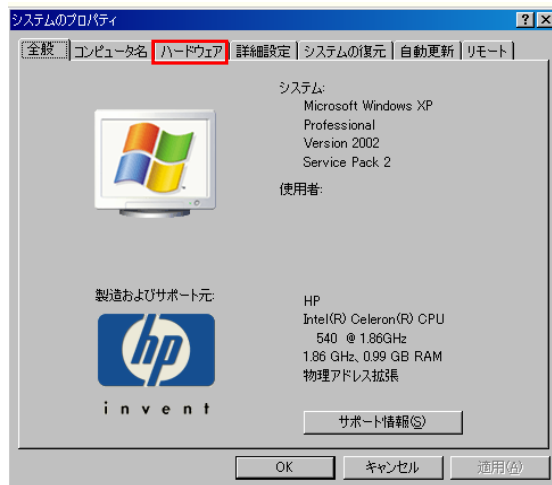 システムのプロパティ
全般 コンピュータ名 ハードウェア 詳細設定 システムの復元 自動更新 リモート
システム:
Microsoft Windows XP
Professional
Version 2002
Service Pack 2
使用者:
製造およびサポート元:
hp
invent
HP
Intel(R) Celeron(R) CPU
540 @ 1.86GHz
1.86 GHz、0.99 GB RAM
物理アドレス拡張
サポート情報(S)
OK キャンセル 適用(A)